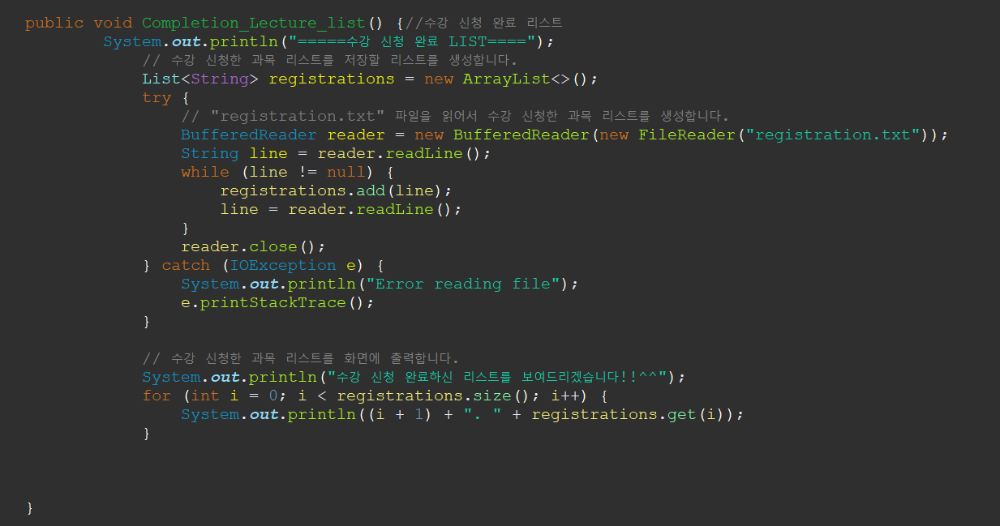 public void Completion_Lecture_list() {//수강 신청 완료 리스트
System.out.println("=====수강 신청 완료 LIST====");
// 수강 신청한 과목 리스트를 저장할 리스트를 생성합니다.
List<String> registrations = new ArrayList<>();
try {
// "registration.txt" 파일을 읽어서 수강 신청한 과목 리스트를 생성합니다.
BufferedReader reader = new BufferedReader(new FileReader("registration.txt"));
String line = reader.readLine();
while (line != null) {
registrations.add(line);
line = reader.readLine();
}
reader.close();
} catch (IOException e) {
System.out.println("Error reading file");
e.printStackTrace();
}
// 수강 신청한 과목 리스트를 화면에 출력합니다.
System.out.println("수강 신청 완료하신 리스트를 보여드리겠습니다!!^^");
for (int i = 0; i < registrations.size(); i++) {
System.out.println((i + 1) + ". " + registrations.get(i));
}
}